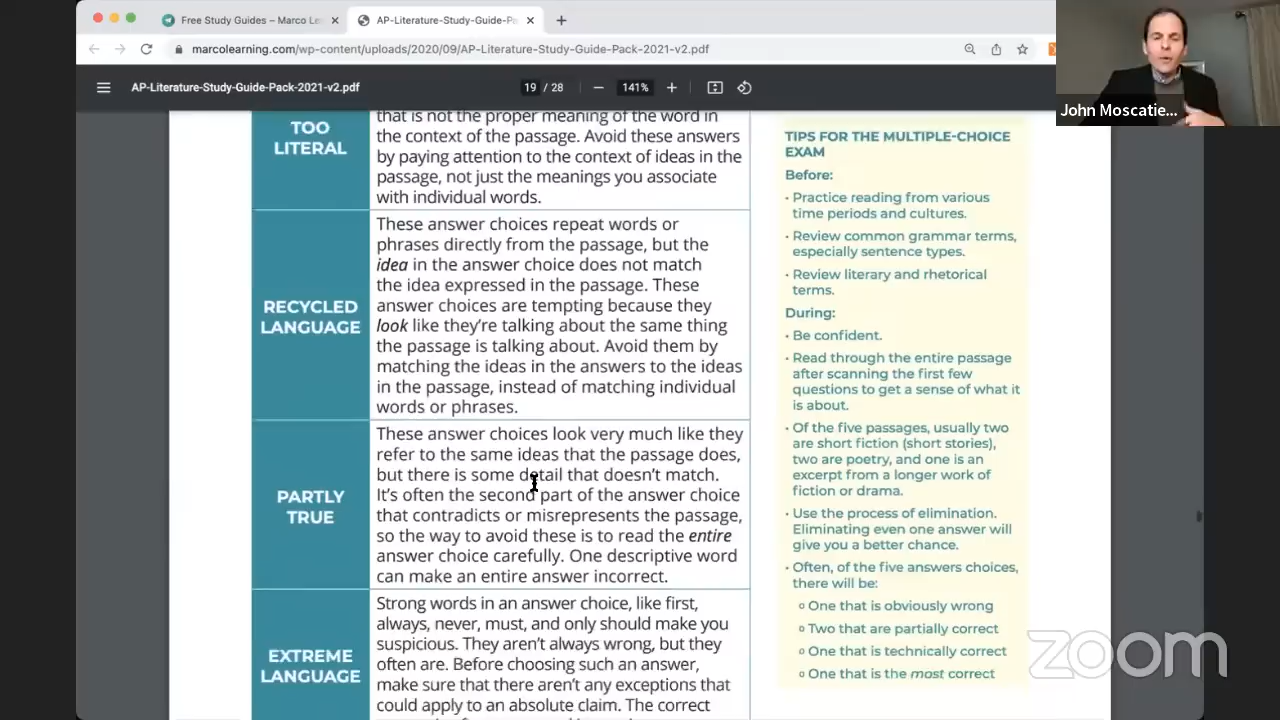 Free Study Guides – Marco Le
AP-Literature-Study-Guide-Pa
marcolearning.com/wp-content/uploads/2020/09/AP-Literature-Study-Guide-Pack-2021-v2.pdf
AP-Literature-Study-Guide-Pack-2021-v2.pdf
19 / 28
141%
John Moscatie...
TOO
LITERAL
that is not the proper meaning of the word in
the context of the passage. Avoid these answers
by paying attention to the context of ideas in the
passage, not just the meanings you associate
with individual words.
RECYCLED
LANGUAGE
These answer choices repeat words or
phrases directly from the passage, but the
idea in the answer choice does not match
the idea expressed in the passage. These
answer choices are tempting because they
look like they're talking about the same thing
the passage is talking about. Avoid them by
matching the ideas in the answers to the ideas
in the passage, instead of matching individual
words or phrases.
PARTLY
TRUE
These answer choices look very much like they
refer to the same ideas that the passage does,
but there is some detail that doesn't match.
It's often the second part of the answer choice
that contradicts or misrepresents the passage,
so the way to avoid these is to read the entire
answer choice carefully. One descriptive word
can make an entire answer incorrect.
EXTREME
LANGUAGE
Strong words in an answer choice, like first,
always, never, must, and only should make you
suspicious. They aren't always wrong, but they
often are. Before choosing such an answer,
make sure that there aren't any exceptions that
could apply to an absolute claim. The correct
TIPS FOR THE MULTIPLE-CHOICE
EXAM
Before:
· Practice reading from various
time periods and cultures.
· Review common grammar terms,
especially sentence types.
· Review literary and rhetorical
terms.
During:
· Be confident.
· Read through the entire passage
after scanning the first few
questions to get a sense of what it
is about.
· Of the five passages, usually two
are short fiction (short stories),
two are poetry, and one is an
excerpt from a longer work of
fiction or drama.
· Use the process of elimination.
Eliminating even one answer will
give you a better chance.
· Often, of the five answers choices,
there will be:
o One that is obviously wrong
o Two that are partially correct
o One that is technically correct
o One that is the most correct
zoom